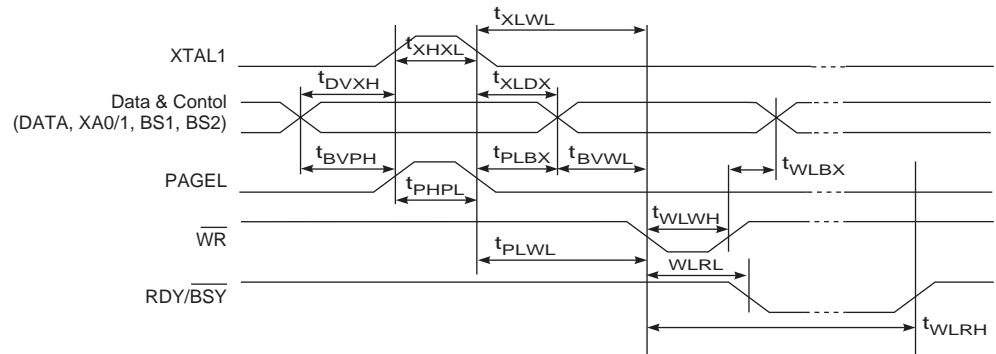 tXLWL
XTAL1
tXHXL
tDVXH
tXLDX
Data & Contol
(DATA, XA0/1, BS1, BS2)
tBVPH
tPLBX
tBVWL
tWLBX
PAGEL
tPHPL
tWLWH
WR
tPLWL
WLRL
RDY/BSY
tWLRH